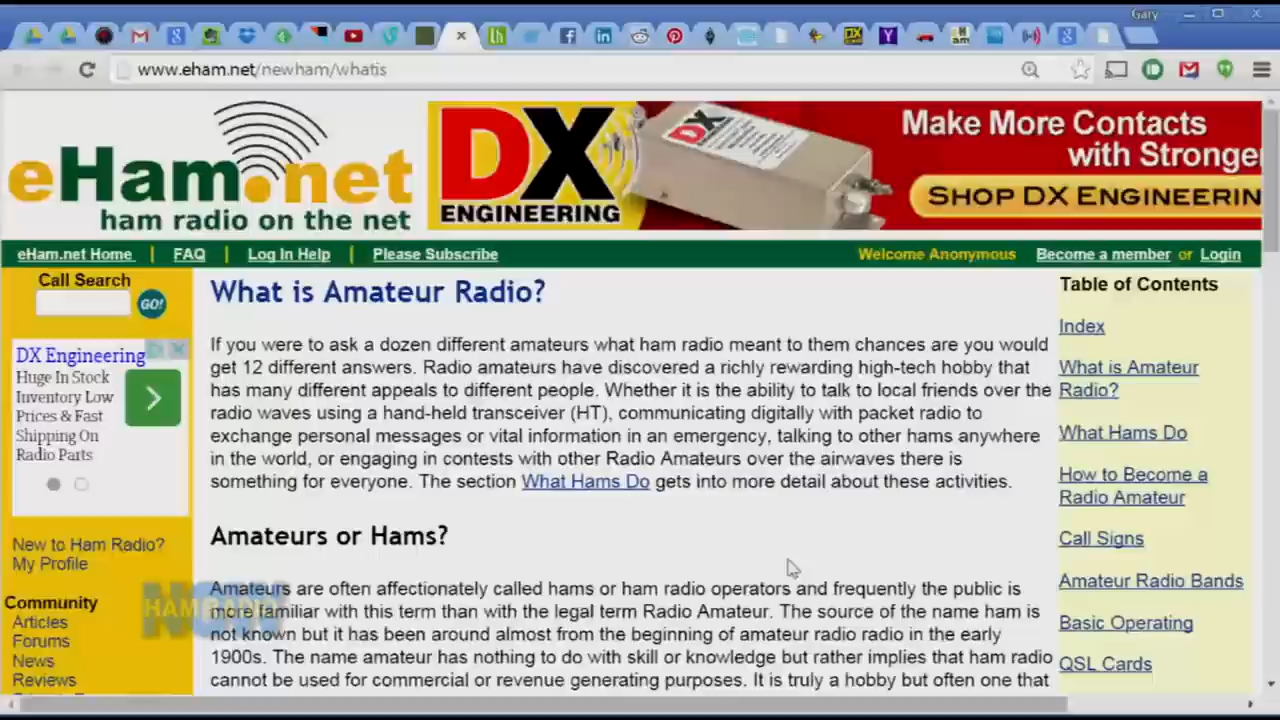 Gary
www.eham.net/newham/whatis
eHam.net
ham radio on the net
DX
ENGINEERING
DX
Make More Contacts
with Stronger
SHOP DX ENGINEERIN
eHam.net Home | FAQ | Log In Help | Please Subscribe
Welcome Anonymous Become a member or Login
Call Search
GO!
DX Engineering
Huge In Stock
Inventory Low
Prices & Fast
Shipping On
Radio Parts
New to Ham Radio?
My Profile
Community
Articles
Forums
News
Reviews
What is Amateur Radio?
If you were to ask a dozen different amateurs what ham radio meant to them chances are you would
get 12 different answers. Radio amateurs have discovered a richly rewarding high-tech hobby that
has many different appeals to different people. Whether it is the ability to talk to local friends over the
radio waves using a hand-held transceiver (HT), communicating digitally with packet radio to
exchange personal messages or vital information in an emergency, talking to other hams anywhere
in the world, or engaging in contests with other Radio Amateurs over the airwaves there is
something for everyone. The section What Hams Do gets into more detail about these activities.
Amateurs or Hams?
Amateurs are often affectionately called hams or ham radio operators and frequently the public is
more familiar with this term than with the legal term Radio Amateur. The source of the name ham is
not known but it has been around almost from the beginning of amateur radio radio in the early
1900s. The name amateur has nothing to do with skill or knowledge but rather implies that ham radio
cannot be used for commercial or revenue generating purposes. It is truly a hobby but often one that
HAM RADIO
NOW
Table of Contents
Index
What is Amateur
Radio?
What Hams Do
How to Become a
Radio Amateur
Call Signs
Amateur Radio Bands
Basic Operating
QSL Cards